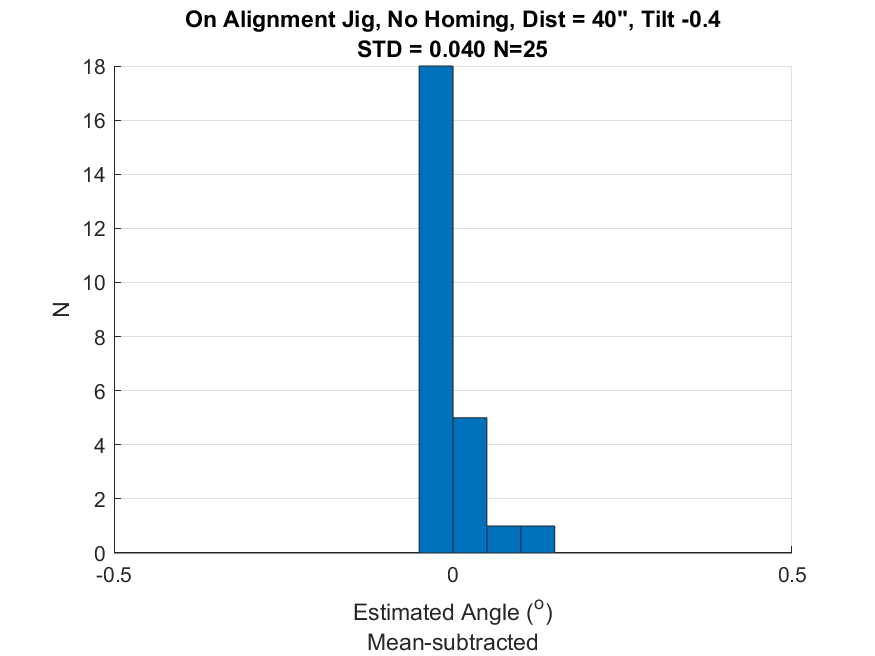 On Alignment Jig, No Homing, Dist = 40", Tilt -0.4
STD = 0.040 N=25
18
16
14
12
10
8
6
4
2
0
N
-0.5
0
0.5
Estimated Angle (o)
Mean-subtracted